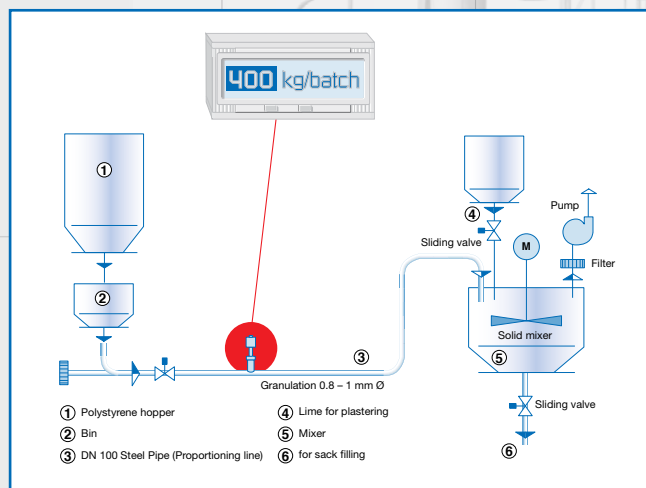 400 kg/batch
①
Pump
④
Sliding valve
M
Filter
②
Solid mixer
③
⑤
Granulation 0.8 – 1 mm Ø
① Polystyrene hopper
② Bin
③ DN 100 Steel Pipe (Proportioning line)
④ Lime for plastering
⑤ Mixer
⑥ for sack filling
Sliding valve
⑥